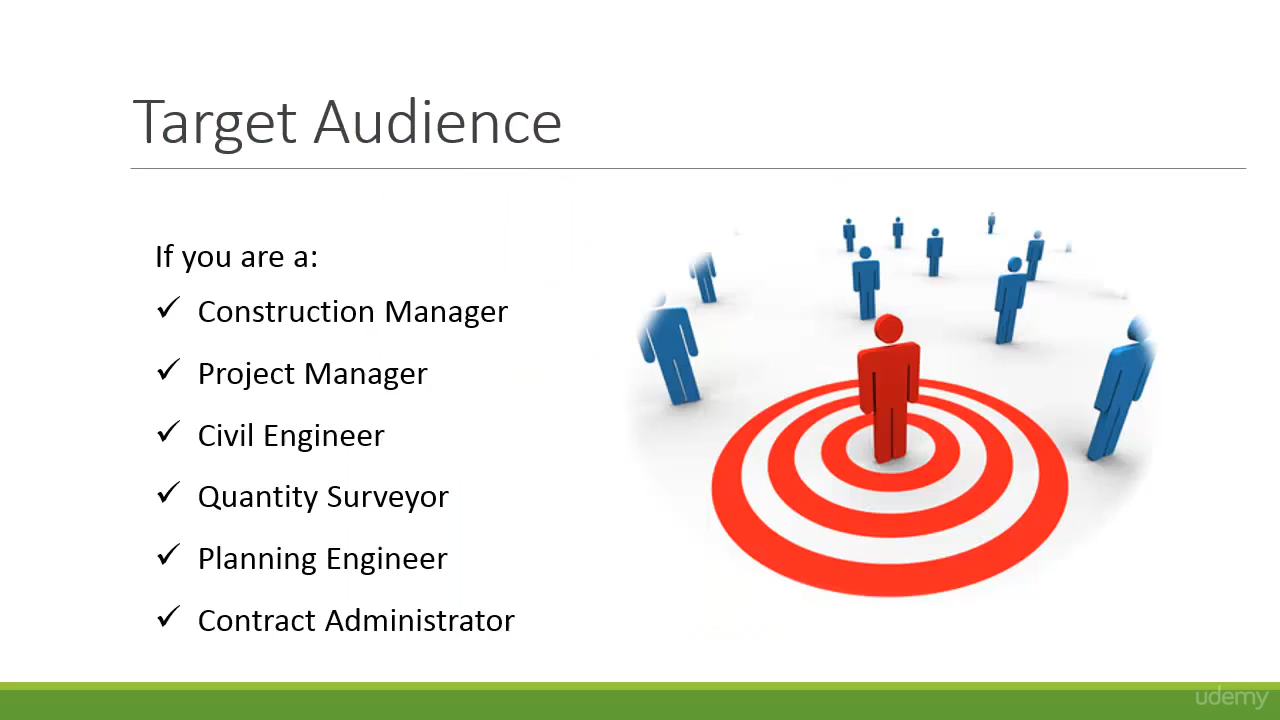 Target Audience
If you are a:
✓ Construction Manager
✓ Project Manager
✓ Civil Engineer
✓ Quantity Surveyor
✓ Planning Engineer
✓ Contract Administrator
udemy